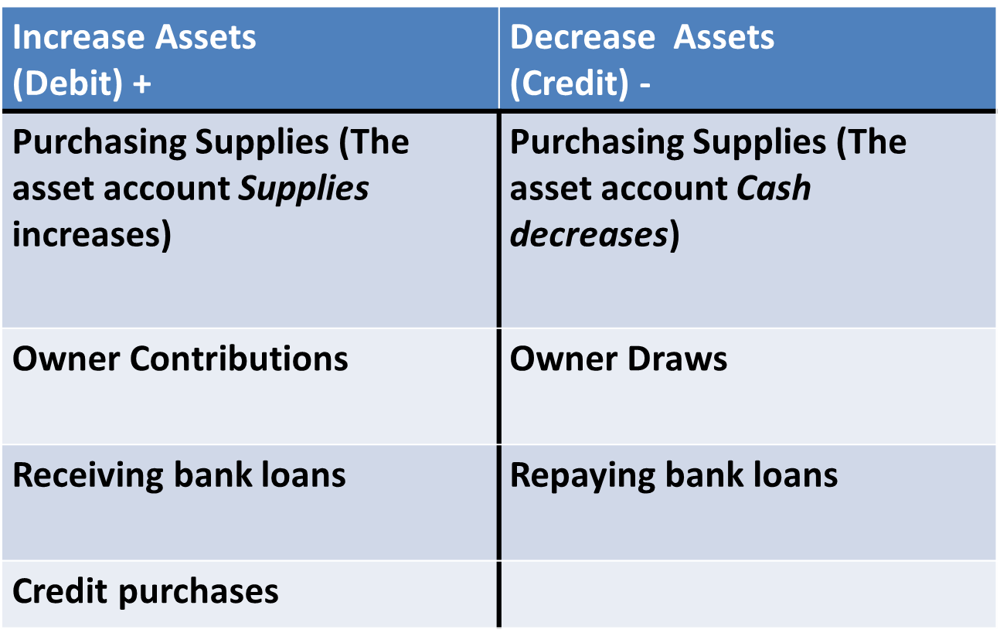 Increase Assets
(Debit) +
Decrease  Assets
(Credit) -
Purchasing Supplies (The
asset account Supplies
increases)
Purchasing Supplies (The
asset account Cash
decreases)
Owner Contributions
Owner Draws
Receiving bank loans
Repaying bank loans
Credit purchases